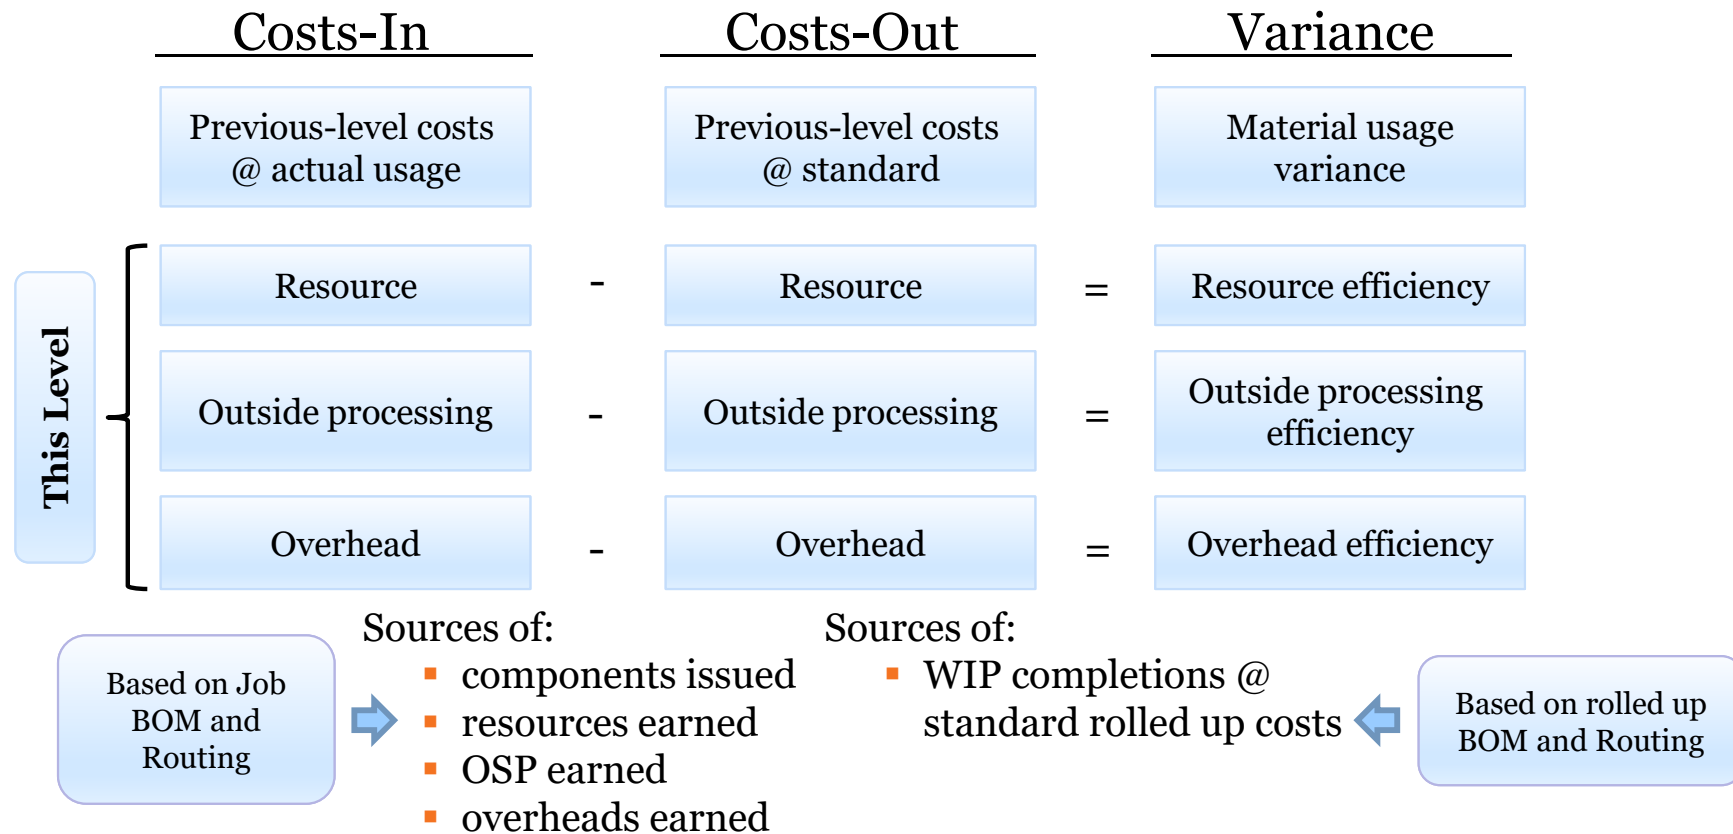 Costs-In
Costs-Out
Variance
Previous-level costs
@ actual usage
Previous-level costs
@ standard
Material usage
variance
This Level
Resource
-
Resource
=
Resource efficiency
Outside processing
-
Outside processing
=
Outside processing
efficiency
Overhead
-
Overhead
=
Overhead efficiency
Based on Job
BOM and
Routing
Sources of:
▪ components issued
▪ resources earned
▪ OSP earned
▪ overheads earned
Sources of:
▪ WIP completions @
standard rolled up costs
Based on rolled up
BOM and Routing